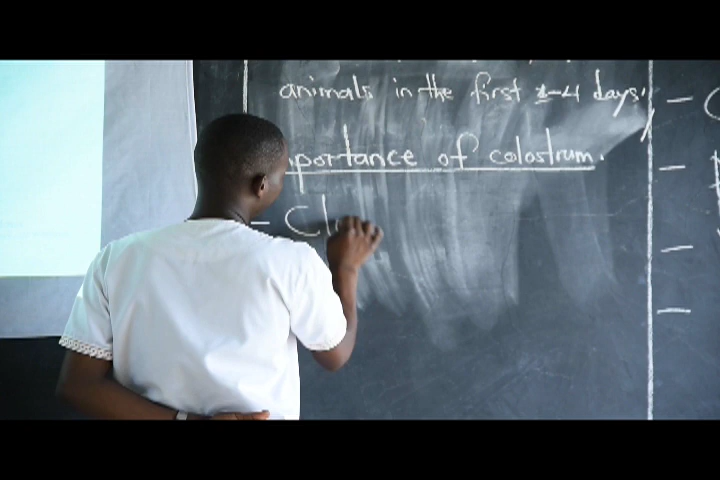 animals in the first 1-4 days.
portance of colostrum.
- Cl
-
-
-
-